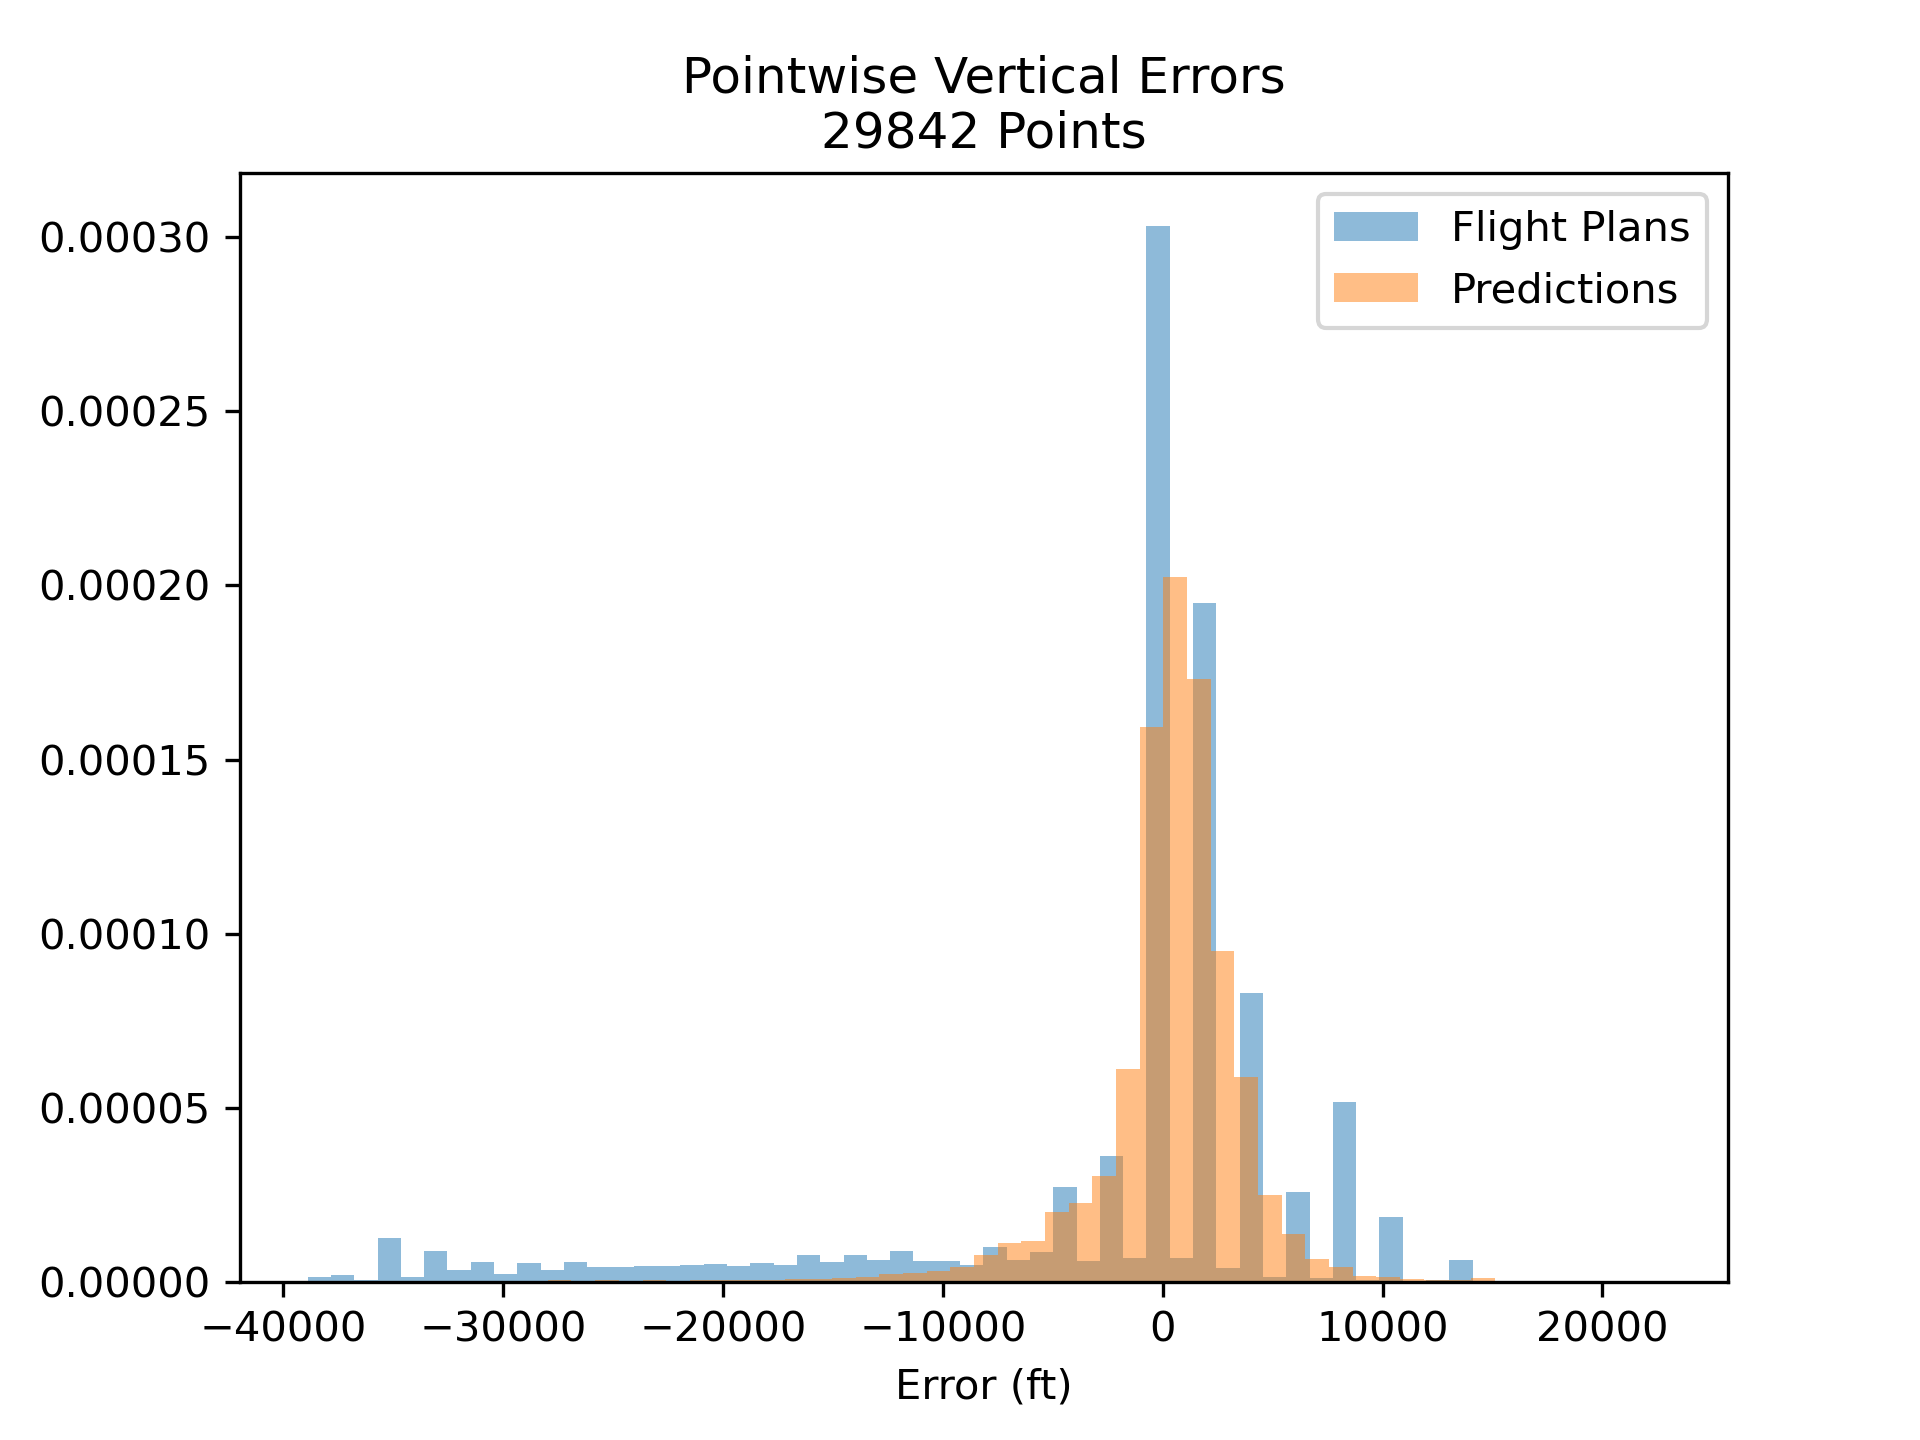 Pointwise Vertical Errors
29842 Points
Flight Plans
Predictions
0.00030
0.00025
0.00020
0.00015
0.00010
0.00005
0.00000
−40000 −30000 −20000 −10000 0 10000 20000
Error (ft)